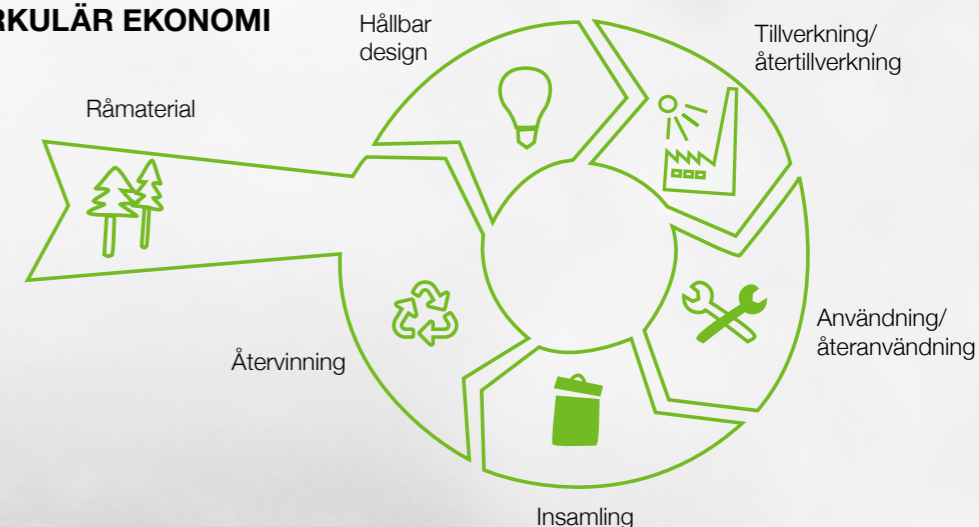 RKULÄR EKONOMI
Hållbar
design
Tillverkning/
återtillverkning
Råmaterial
Användning/
återanvändning
Återvinning
Insamling